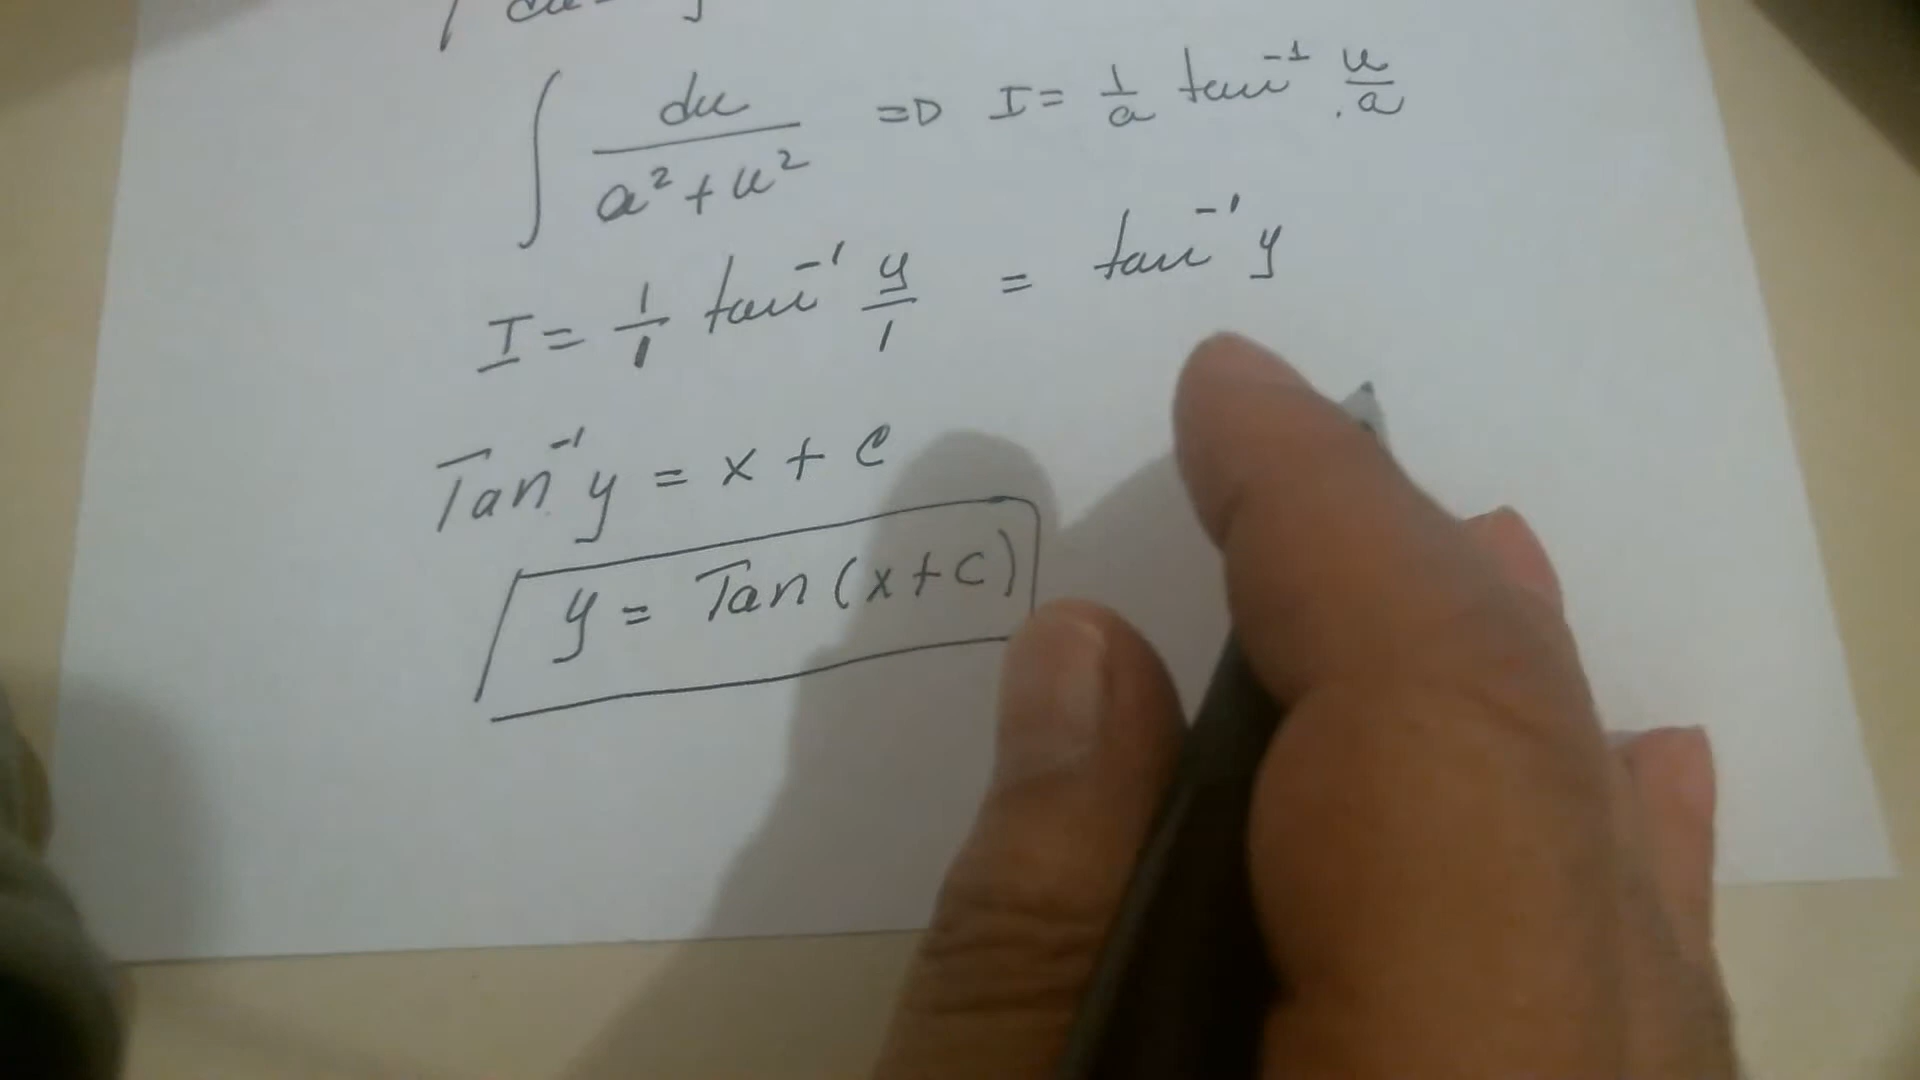 ∫ du / (a² + u²) => I = 1/a tan⁻¹ u/a
I = 1/1 tan⁻¹ y/1 = tan⁻¹ y
Tan⁻¹ y = x + c
y = Tan (x + c)